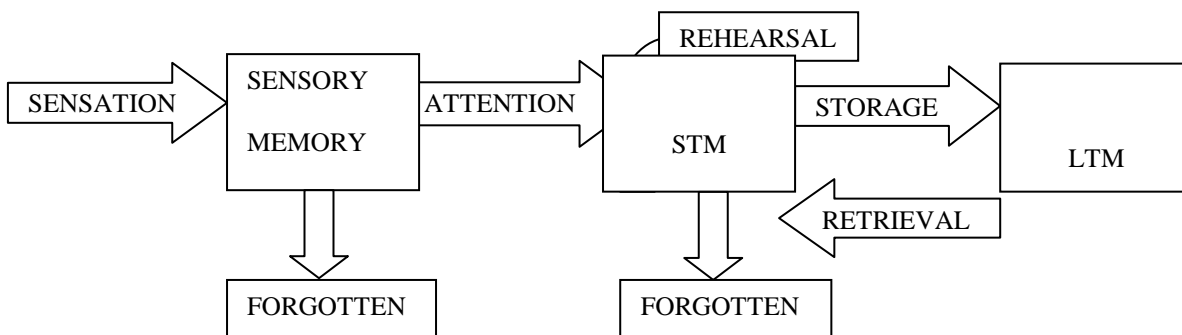 REHEARSAL
SENSATION
SENSORY
MEMORY
ATTENTION
STM
STORAGE
LTM
RETRIEVAL
FORGOTTEN
FORGOTTEN